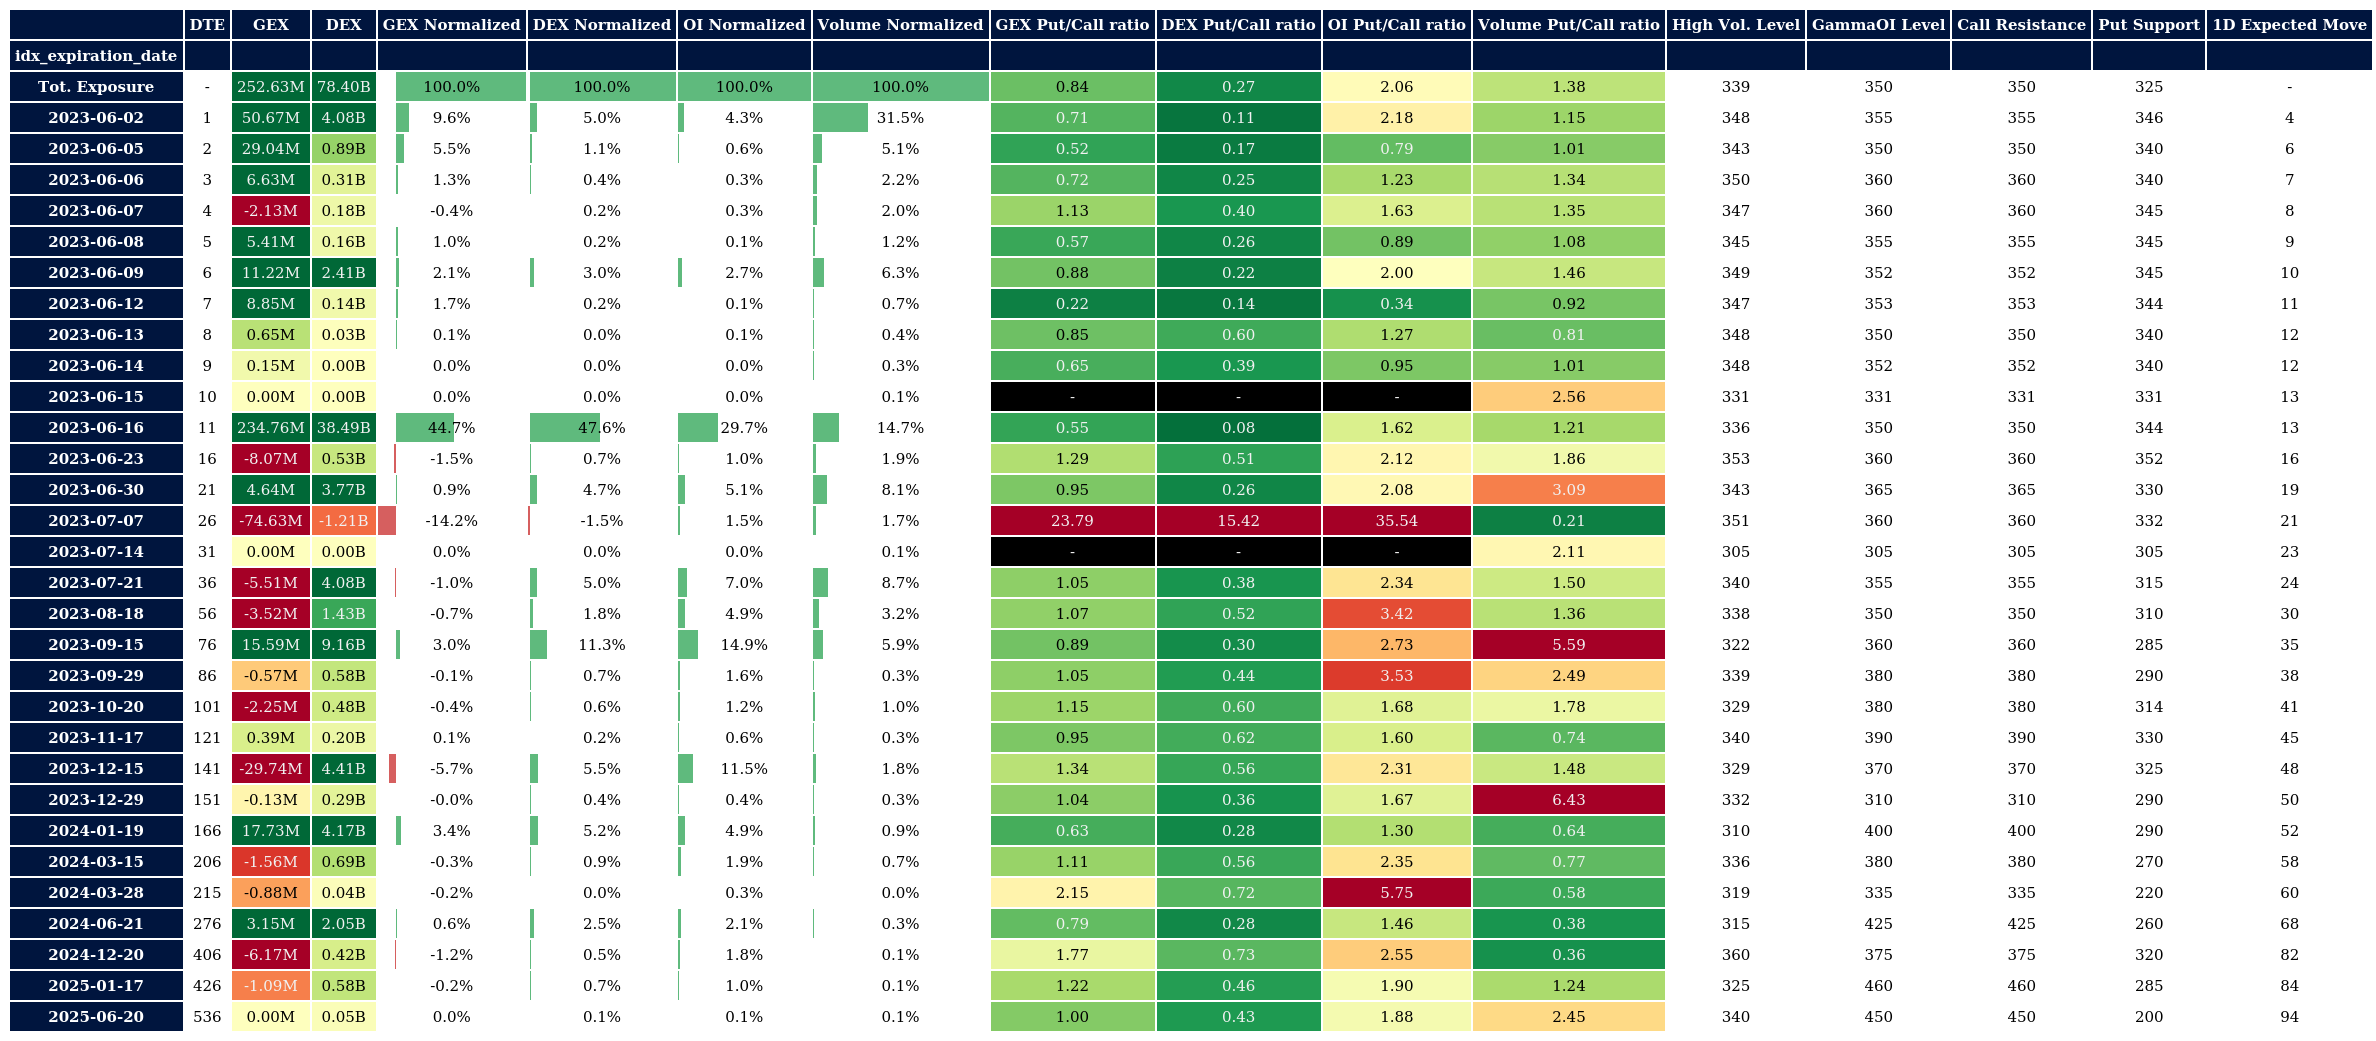 DTE GEX DEX GEX Normalized DEX Normalized OI Normalized Volume Normalized GEX Put/Call ratio DEX Put/Call ratio OI Put/Call ratio Volume Put/Call ratio High Vol. Level GammaOI Level Call Resistance Put Support 1D Expected Move
idx_expiration_date
Tot. Exposure - 252.63M 78.40B 100.0% 100.0% 100.0% 100.0% 0.84 0.27 2.06 1.38 339 350 350 325 -
2023-06-02 1 50.67M 4.08B 9.6% 5.0% 4.3% 31.5% 0.71 0.11 2.18 1.15 348 355 355 346 4
2023-06-05 2 29.04M 0.89B 5.5% 1.1% 0.6% 5.1% 0.52 0.17 0.79 1.01 343 350 350 340 6
2023-06-06 3 6.63M 0.31B 1.3% 0.4% 0.3% 2.2% 0.72 0.25 1.23 1.34 350 360 360 340 7
2023-06-07 4 -2.13M 0.18B -0.4% 0.2% 0.3% 2.0% 1.13 0.40 1.63 1.35 347 360 360 345 8
2023-06-08 5 5.41M 0.16B 1.0% 0.2% 0.1% 1.2% 0.57 0.26 0.89 1.08 345 355 355 345 9
2023-06-09 6 11.22M 2.41B 2.1% 3.0% 2.7% 6.3% 0.88 0.22 2.00 1.46 349 352 352 345 10
2023-06-12 7 8.85M 0.14B 1.7% 0.2% 0.1% 0.7% 0.22 0.14 0.34 0.92 347 353 353 344 11
2023-06-13 8 0.65M 0.03B 0.1% 0.0% 0.1% 0.4% 0.85 0.60 1.27 0.81 348 350 350 340 12
2023-06-14 9 0.15M 0.00B 0.0% 0.0% 0.0% 0.3% 0.65 0.39 0.95 1.01 348 352 352 340 12
2023-06-15 10 0.00M 0.00B 0.0% 0.0% 0.0% 0.1% - - - 2.56 331 331 331 331 13
2023-06-16 11 234.76M 38.49B 44.7% 47.6% 29.7% 14.7% 0.55 0.08 1.62 1.21 336 350 350 344 13
2023-06-23 16 -8.07M 0.53B -1.5% 0.7% 1.0% 1.9% 1.29 0.51 2.12 1.86 353 360 360 352 16
2023-06-30 21 4.64M 3.77B 0.9% 4.7% 5.1% 8.1% 0.95 0.26 2.08 3.09 343 365 365 330 19
2023-07-07 26 -74.63M -1.21B -14.2% -1.5% 1.5% 1.7% 23.79 15.42 35.54 0.21 351 360 360 332 21
2023-07-14 31 0.00M 0.00B 0.0% 0.0% 0.0% 0.1% - - - 2.11 305 305 305 305 23
2023-07-21 36 -5.51M 4.08B -1.0% 5.0% 7.0% 8.7% 1.05 0.38 2.34 1.50 340 355 355 315 24
2023-08-18 56 -3.52M 1.43B -0.7% 1.8% 4.9% 3.2% 1.07 0.52 3.42 1.36 338 350 350 310 30
2023-09-15 76 15.59M 9.16B 3.0% 11.3% 14.9% 5.9% 0.89 0.30 2.73 5.59 322 360 360 285 35
2023-09-29 86 -0.57M 0.58B -0.1% 0.7% 1.6% 0.3% 1.05 0.44 3.53 2.49 339 380 380 290 38
2023-10-20 101 -2.25M 0.48B -0.4% 0.6% 1.2% 1.0% 1.15 0.60 1.68 1.78 329 380 380 314 41
2023-11-17 121 0.39M 0.20B 0.1% 0.2% 0.6% 0.3% 0.95 0.62 1.60 0.74 340 390 390 330 45
2023-12-15 141 -29.74M 4.41B -5.7% 5.5% 11.5% 1.8% 1.34 0.56 2.31 1.48 329 370 370 325 48
2023-12-29 151 -0.13M 0.29B -0.0% 0.4% 0.4% 0.3% 1.04 0.36 1.67 6.43 332 310 310 290 50
2024-01-19 166 17.73M 4.17B 3.4% 5.2% 4.9% 0.9% 0.63 0.28 1.30 0.64 310 400 400 290 52
2024-03-15 206 -1.56M 0.69B -0.3% 0.9% 1.9% 0.7% 1.11 0.56 2.35 0.77 336 380 380 270 58
2024-03-28 215 -0.88M 0.04B -0.2% 0.0% 0.3% 0.0% 2.15 0.72 5.75 0.58 319 335 335 220 60
2024-06-21 276 3.15M 2.05B 0.6% 2.5% 2.1% 0.3% 0.79 0.28 1.46 0.38 315 425 425 260 68
2024-12-20 406 -6.17M 0.42B -1.2% 0.5% 1.8% 0.1% 1.77 0.73 2.55 0.36 360 375 375 320 82
2025-01-17 426 -1.09M 0.58B -0.2% 0.7% 1.0% 0.1% 1.22 0.46 1.90 1.24 325 460 460 285 84
2025-06-20 536 0.00M 0.05B 0.0% 0.1% 0.1% 0.1% 1.00 0.43 1.88 2.45 340 450 450 200 94